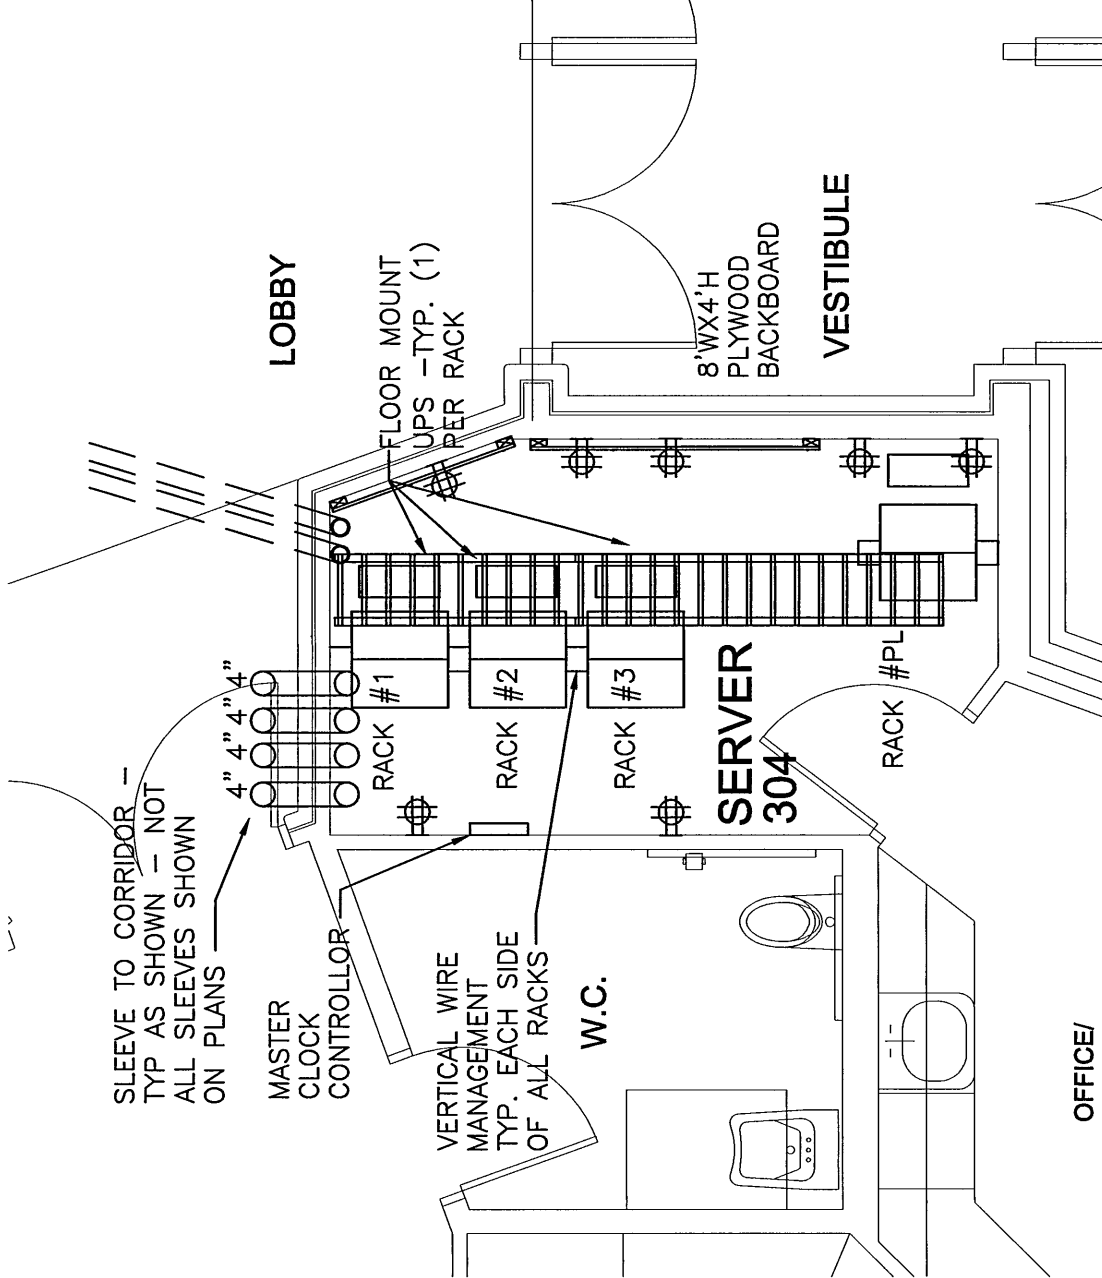 SLEEVE TO CORRIDOR –
TYP AS SHOWN – NOT
ALL SLEEVES SHOWN
ON PLANS
4" 4" 4" 4"
MASTER
CLOCK
CONTROLLOR
LOBBY
FLOOR MOUNT
UPS –TYP. (1)
PER RACK
RACK #1
VERTICAL WIRE
MANAGEMENT
TYP. EACH SIDE
OF ALL RACKS
RACK #2
W.C.
RACK #3
8'WX4'H
PLYWOOD
BACKBOARD
SERVER
304
VESTIBULE
RACK #PL
OFFICE/